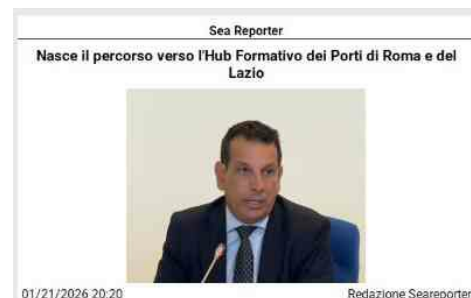 Sea Reporter
Nasce il percorso verso l'Hub Formativo dei Porti di Roma e del
Lazio
01/21/2026 20:20
Redazione Seareporter